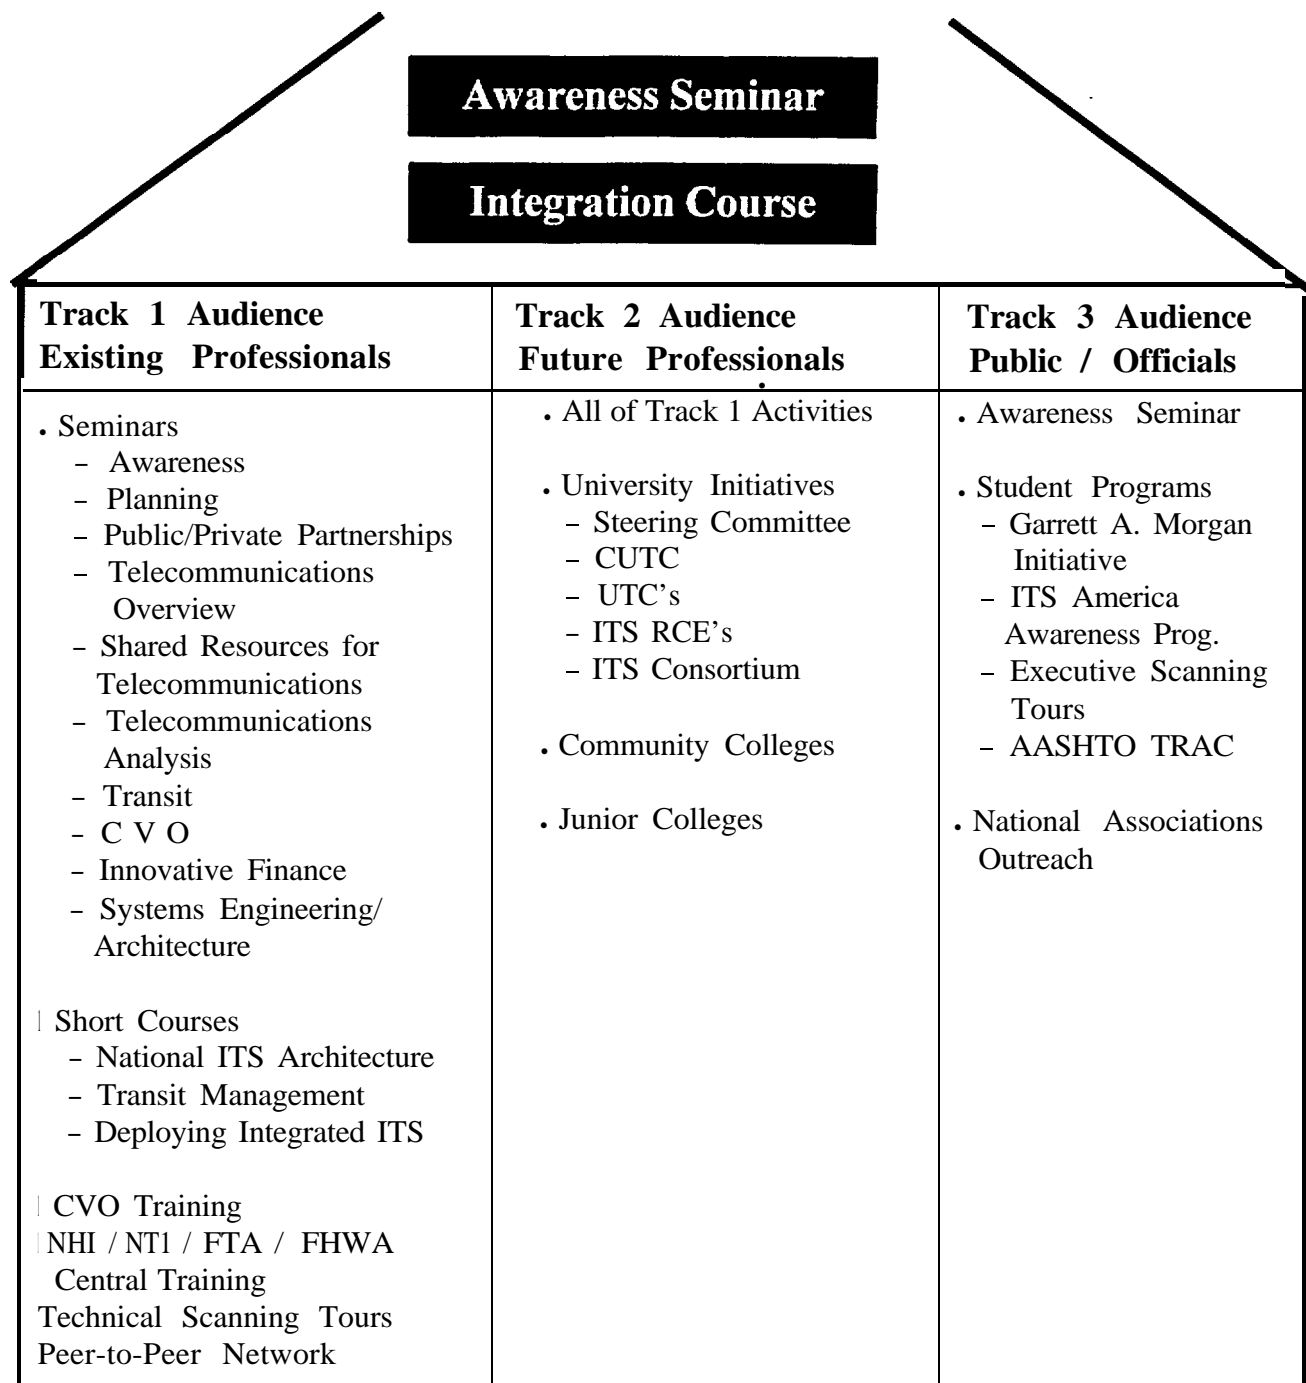 Awareness Seminar
Integration Course
Track 1 Audience
Existing Professionals
. Seminars
– Awareness
– Planning
– Public/Private Partnerships
– Telecommunications
Overview
– Shared Resources for
Telecommunications
– Telecommunications
Analysis
– Transit
– C V O
– Innovative Finance
– Systems Engineering/
Architecture
l Short Courses
– National ITS Architecture
– Transit Management
– Deploying Integrated ITS
l CVO Training
l NHI / NT1 / FTA / FHWA
Central Training
Technical Scanning Tours
Peer-to-Peer Network
Track 2 Audience
Future Professionals
. All of Track 1 Activities
. University Initiatives
– Steering Committee
– CUTC
– UTC’s
– ITS RCE’s
– ITS Consortium
. Community Colleges
. Junior Colleges
Track 3 Audience
Public / Officials
. Awareness Seminar
. Student Programs
– Garrett A. Morgan
Initiative
– ITS America
Awareness Prog.
– Executive Scanning
Tours
– AASHTO TRAC
. National Associations
Outreach